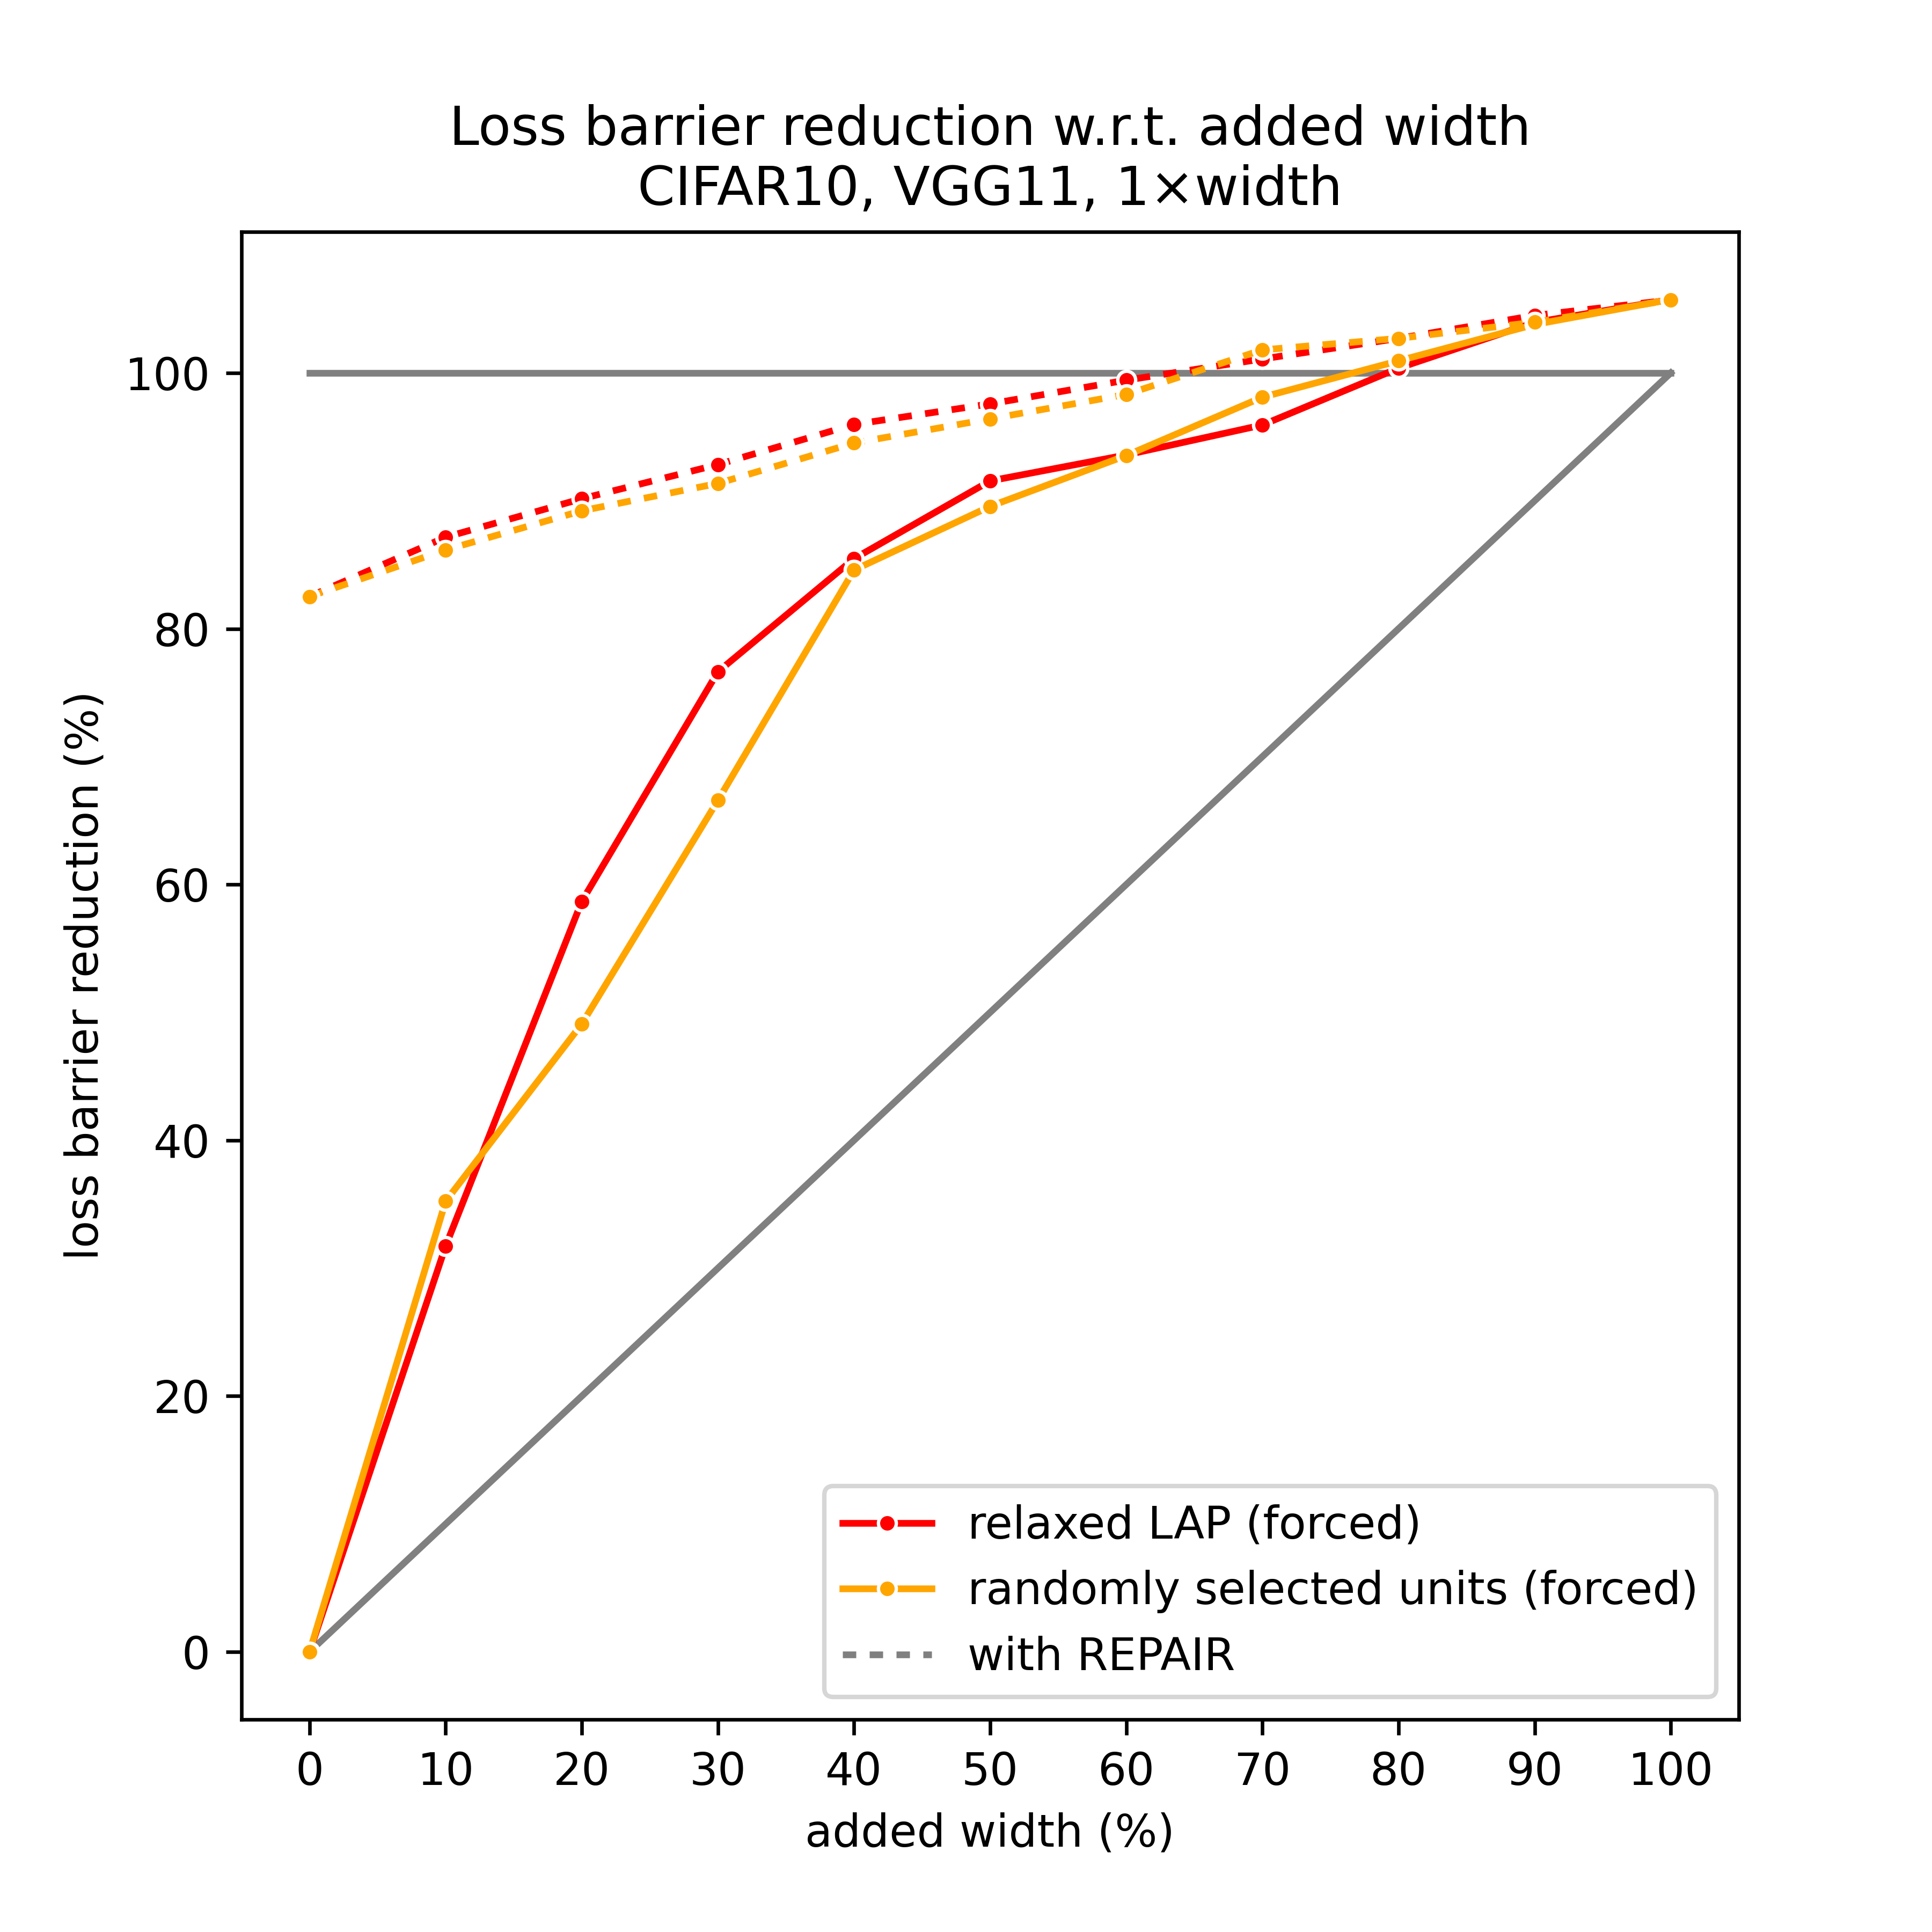 Loss barrier reduction w.r.t. added width
CIFAR10, VGG11, 1×width
loss barrier reduction (%)
100
80
60
40
20
0
relaxed LAP (forced)
randomly selected units (forced)
with REPAIR
0 10 20 30 40 50 60 70 80 90 100
added width (%)